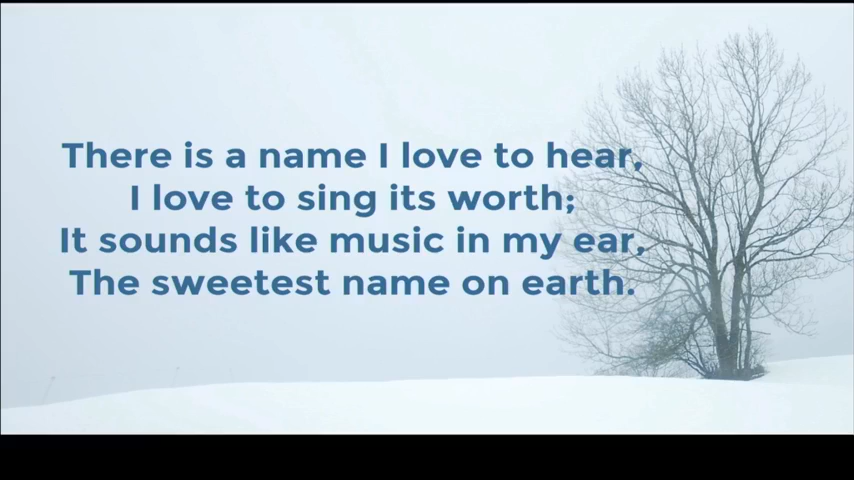 There is a name I love to hear,
I love to sing its worth;
It sounds like music in my ear,
The sweetest name on earth.